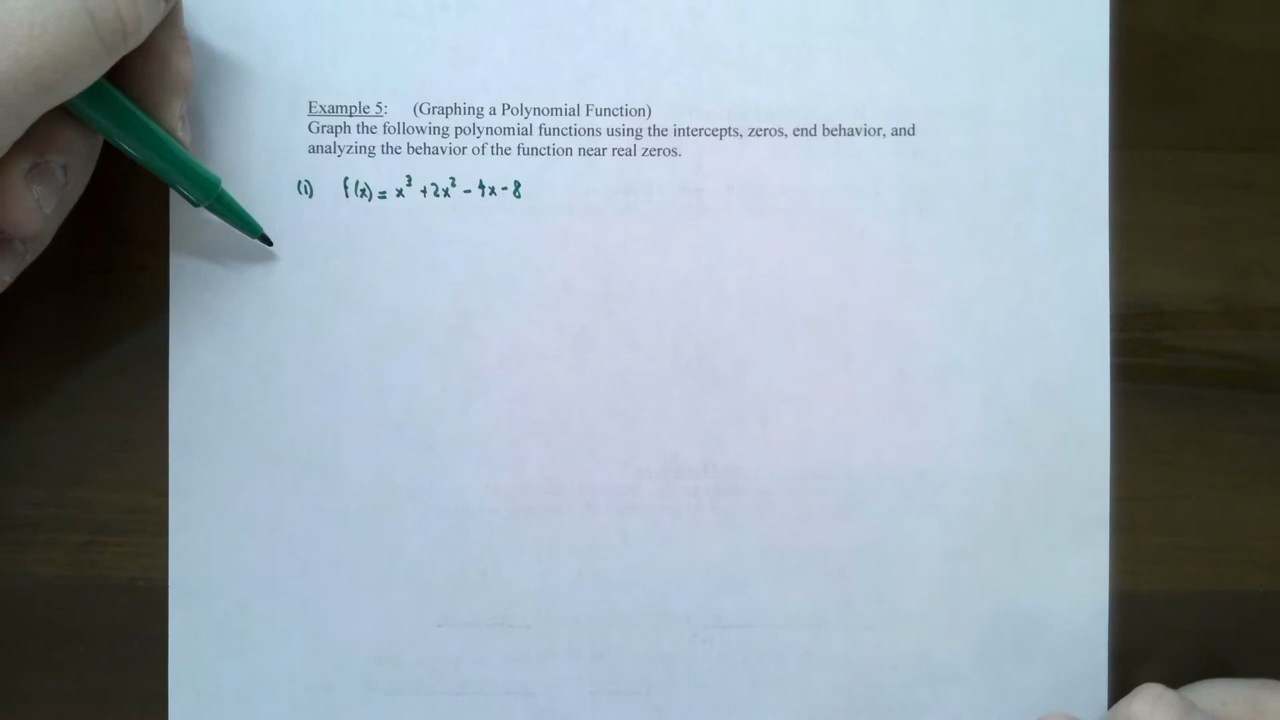 Example 5: (Graphing a Polynomial Function)
Graph the following polynomial functions using the intercepts, zeros, end behavior, and
analyzing the behavior of the function near real zeros.
(1) f(x) = x³ + 2x² - 4x - 8